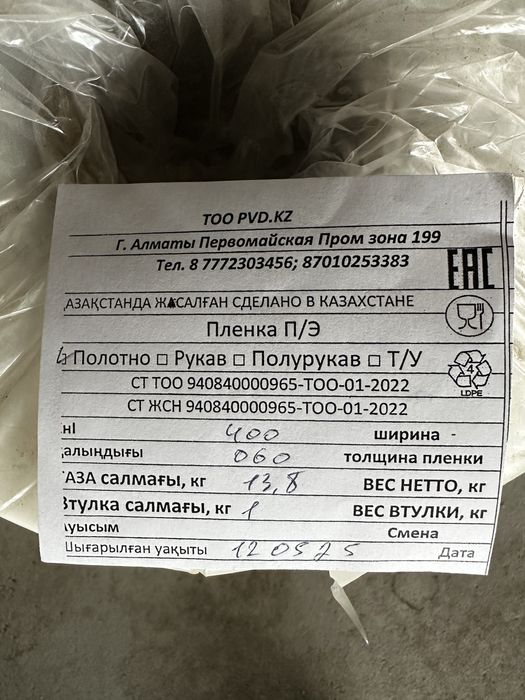 ТОО PVD.KZ
Г. Алматы Первомайская Пром зона 199
Тел. 8 7772303456; 87010253383
EAC
АЗАҚСТАНДА ЖАСАЛҒАН СДЕЛАНО В КАЗАХСТАНЕ
Пленка П/Э
Полотно □ Рукав □ Полурукав □ Т/У
4
LDPE
СТ ТОО 940840000965-ТОО-01-2022
СТ ЖСН 940840000965-ТОО-01-2022
нІ 400 ширина -
алыңдығы 060 толщина пленки
АЗА салмағы, кг 13,8 ВЕС НЕТТО, кг
Втулка салмағы, кг 1 ВЕС ВТУЛКИ, кг
уысым Смена
Шығарылған уақыты 120525 Дата